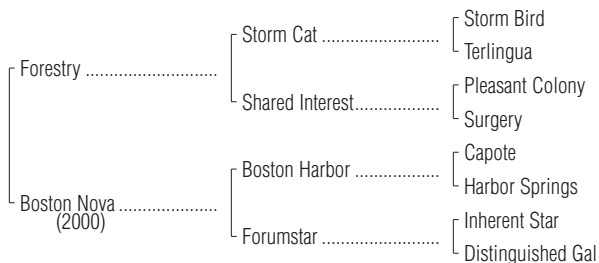 Storm Bird
Storm Cat ........................
Terlingua
Forestry ...........................
Pleasant Colony
Shared Interest.................
Surgery
Capote
Boston Harbor .................
Harbor Springs
Boston Nova ....................
(2000)
Inherent Star
Forumstar ........................
Distinguished Gal